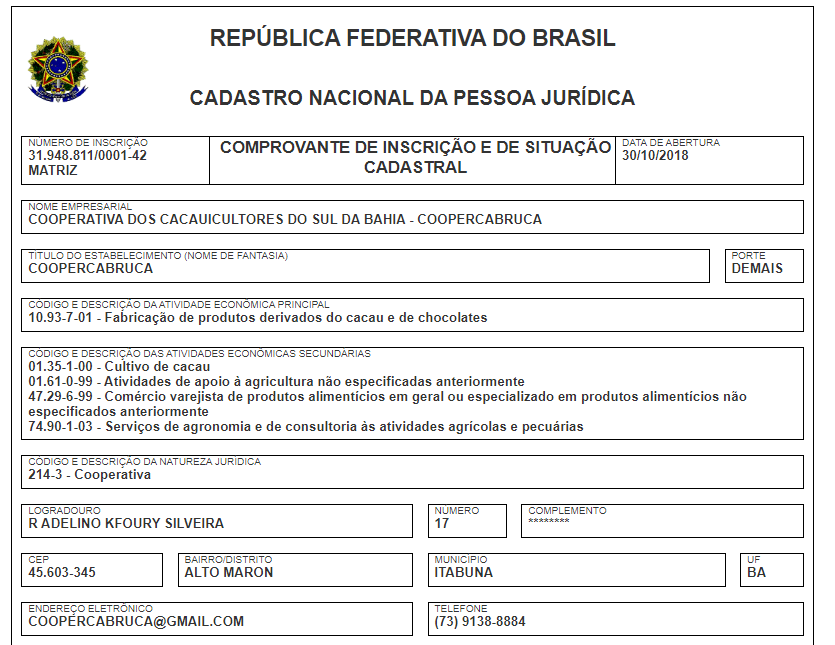 REPÚBLICA FEDERATIVA DO BRASIL
CADASTRO NACIONAL DA PESSOA JURÍDICA
NÚMERO DE INSCRIÇÃO
31.948.811/0001-42
MATRIZ
COMPROVANTE DE INSCRIÇÃO E DE SITUAÇÃO
CADASTRAL
DATA DE ABERTURA
30/10/2018
NOME EMPRESARIAL
COOPERATIVA DOS CACAUICULTORES DO SUL DA BAHIA - COOPERCABRUCA
TÍTULO DO ESTABELECIMENTO (NOME DE FANTASIA)
COOPERCABRUCA
PORTE
DEMAIS
CÓDIGO E DESCRIÇÃO DA ATIVIDADE ECONÔMICA PRINCIPAL
10.93-7-01 - Fabricação de produtos derivados do cacau e de chocolates
CÓDIGO E DESCRIÇÃO DAS ATIVIDADES ECONÔMICAS SECUNDÁRIAS
01.35-1-00 - Cultivo de cacau
01.61-0-99 - Atividades de apoio à agricultura não especificadas anteriormente
47.29-6-99 - Comércio varejista de produtos alimentícios em geral ou especializado em produtos alimentícios não
especificados anteriormente
74.90-1-03 - Serviços de agronomia e de consultoria às atividades agrícolas e pecuárias
CÓDIGO E DESCRIÇÃO DA NATUREZA JURÍDICA
214-3 - Cooperativa
LOGRADOURO
R ADELINO KFOURY SILVEIRA
NÚMERO
17
COMPLEMENTO
********
CEP
45.603-345
BAIRRO/DISTRITO
ALTO MARON
MUNICÍPIO
ITABUNA
UF
BA
ENDEREÇO ELETRÔNICO
COOPERCABRUCA@GMAIL.COM
TELEFONE
(73) 9138-8884